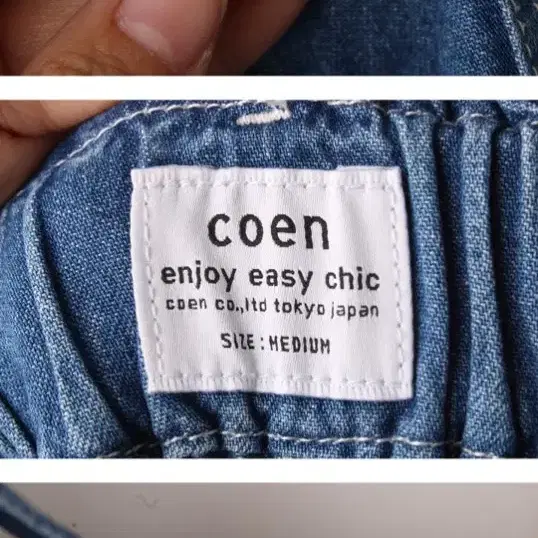 coen
enjoy easy chic
coen co.,ltd tokyo japan
SIZE : MEDIUM